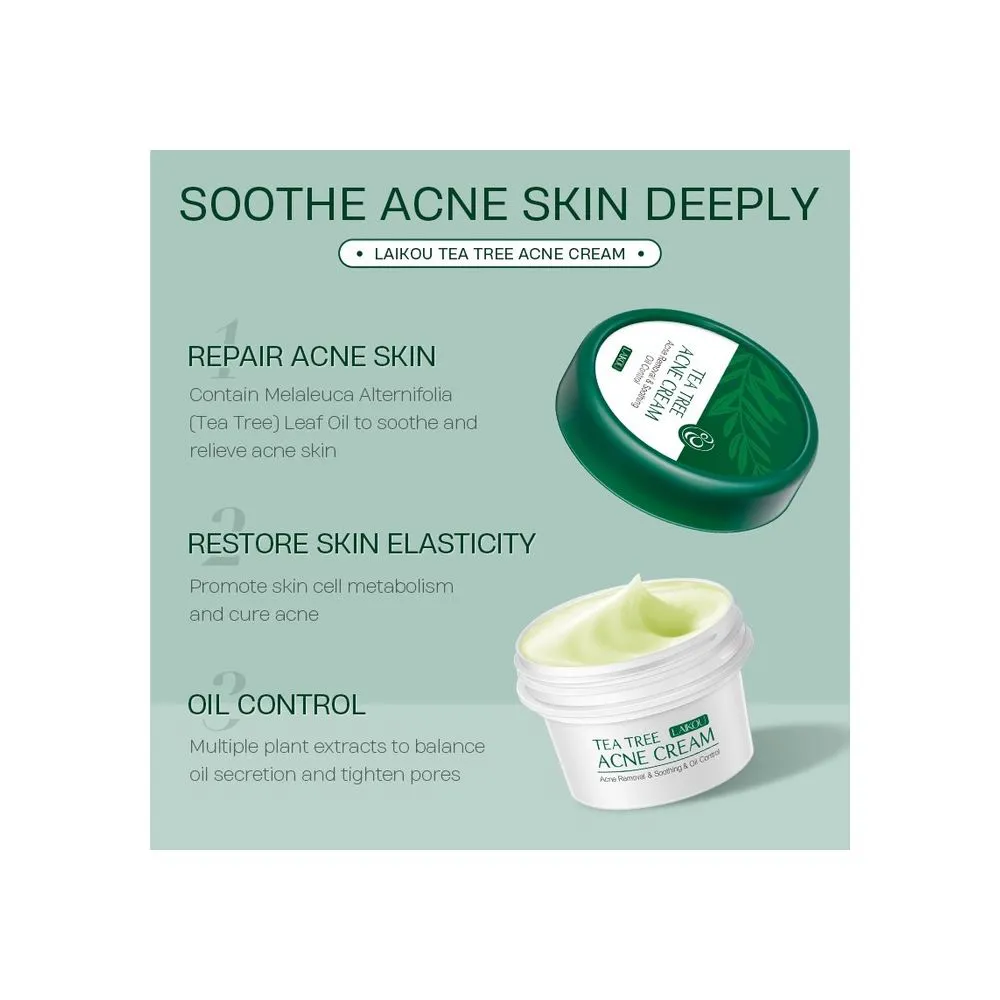 SOOTHE ACNE SKIN DEEPLY
• LAIKOU TEA TREE ACNE CREAM •
1
REPAIR ACNE SKIN
Contain Melaleuca Alternifolia
(Tea Tree) Leaf Oil to soothe and
relieve acne skin
2
RESTORE SKIN ELASTICITY
Promote skin cell metabolism
and cure acne
3
OIL CONTROL
Multiple plant extracts to balance
oil secretion and tighten pores
TEA TREE
ACNE CREAM
Acne Removal & Soothing
Oil Control
LAIKOU
TEA TREE LAIKOU
ACNE CREAM
Acne Removal & Soothing & Oil Control